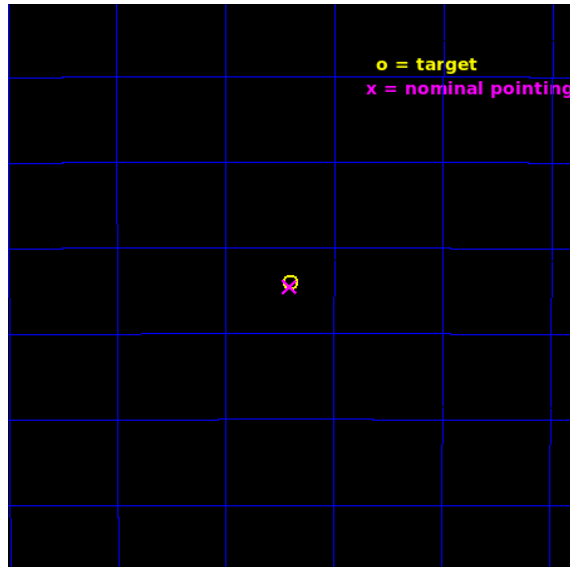 o = target
x = nominal pointing